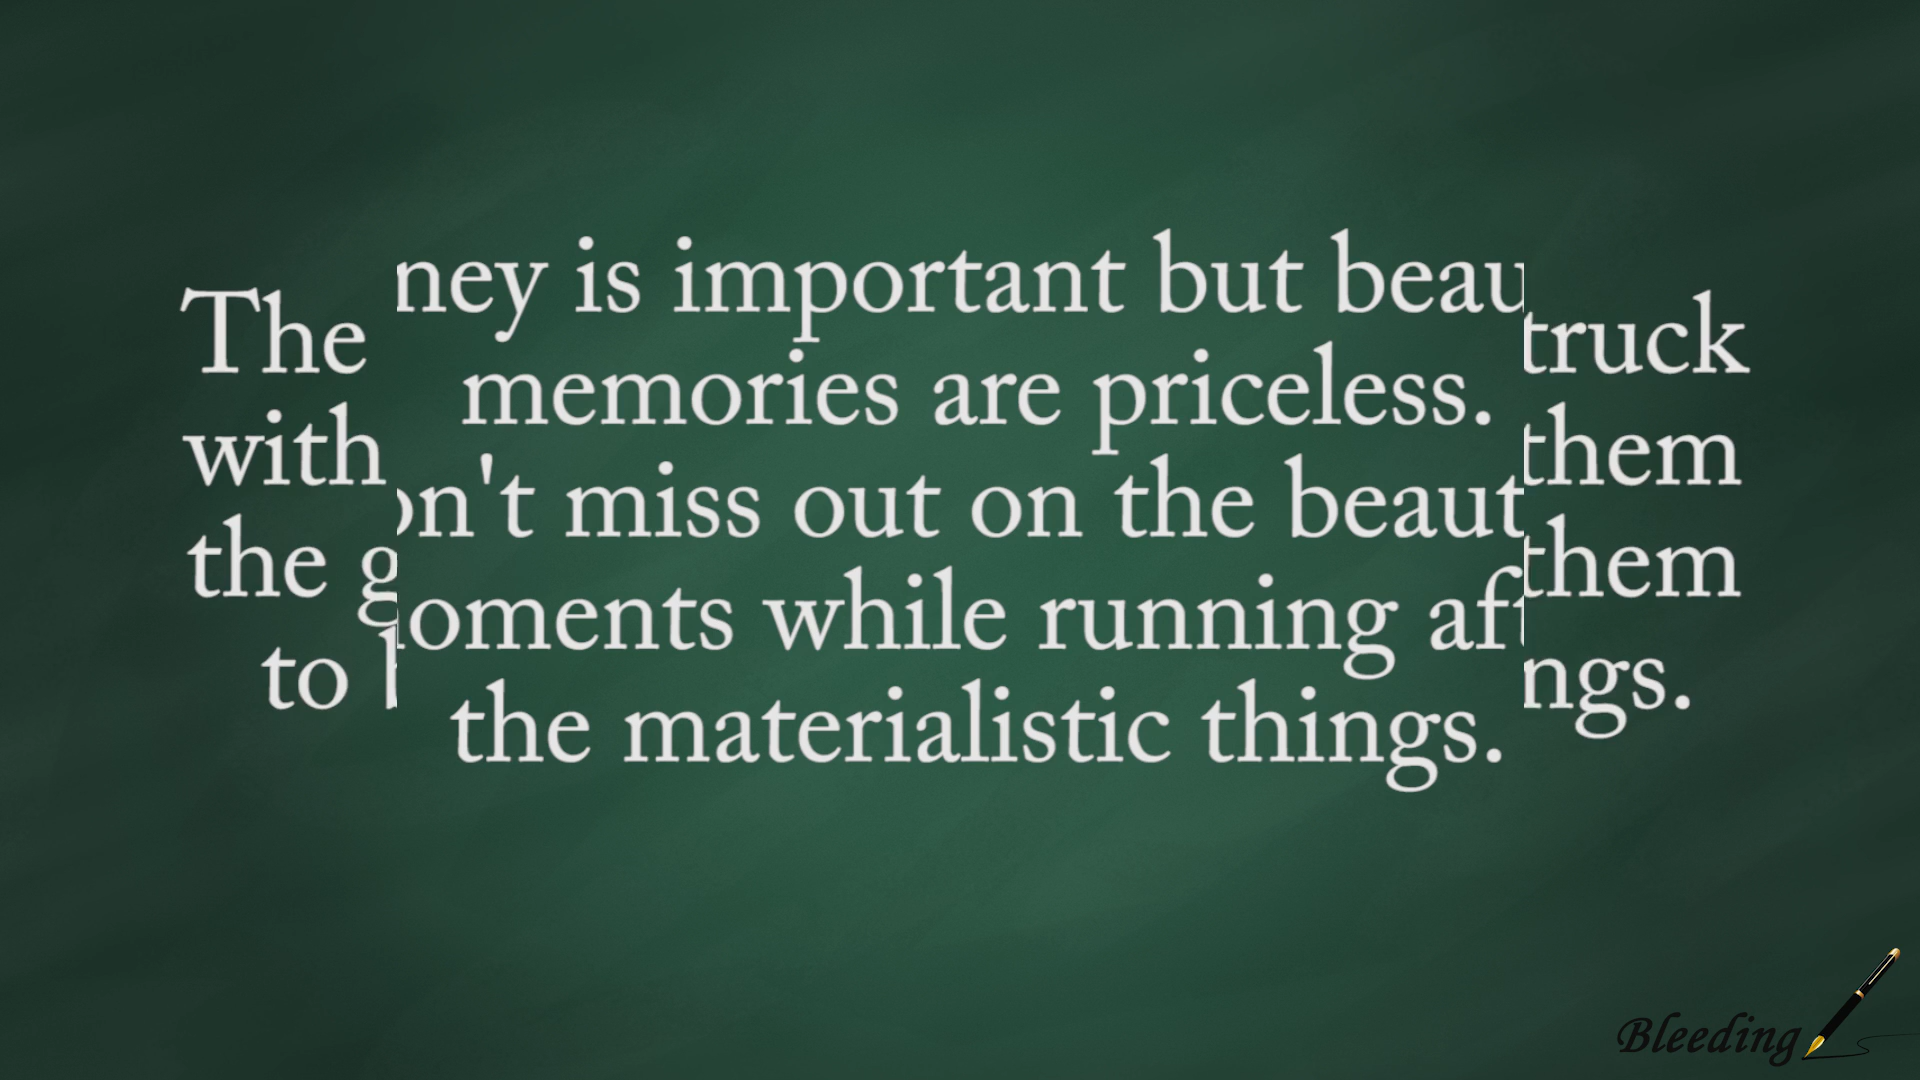 The
with
the
to
ney is important but beau
memories are priceless.
on't miss out on the beaut
oments while running aft
the materialistic things.
truck
them
them
ngs.
Bleeding